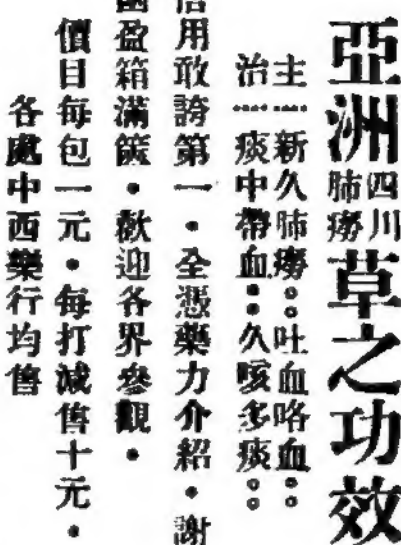 亞洲四川肺癆草之功效
主……新久肺癆。。吐血咯血。。
治……痰中帶血。。久咳多痰。。
用敢誇第一・全憑藥力介紹・謝
盈箱滿篋・歡迎各界參觀・
價目每包一元・每打減售十元・
各處中西藥行均售